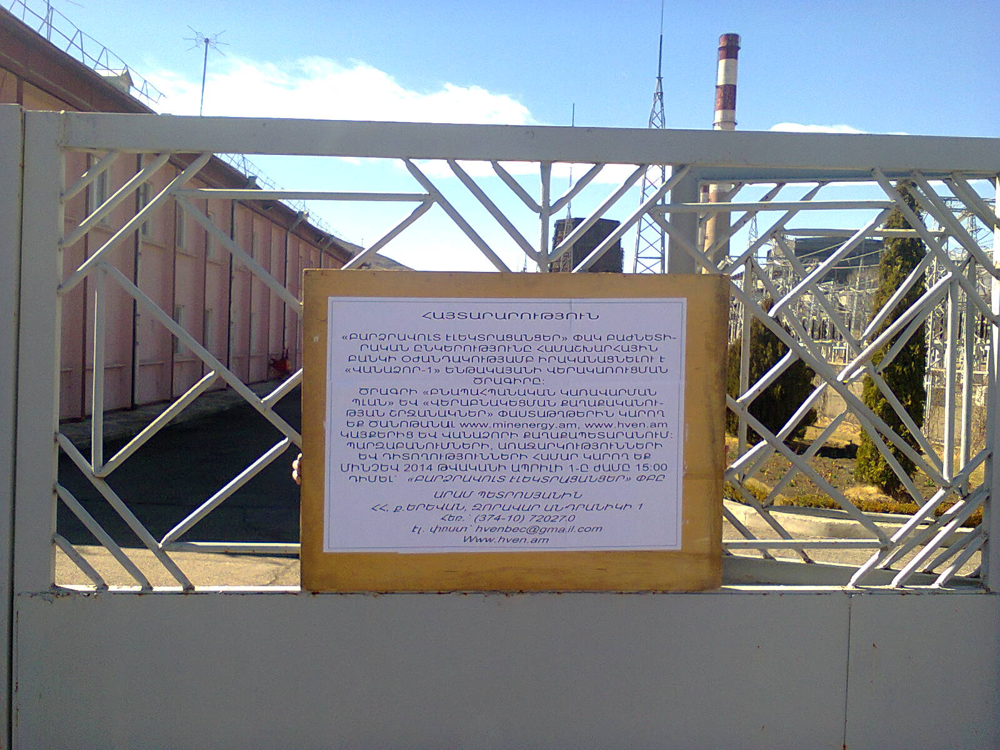 ՀԱՅՏԱՐԱՐՈՒԹՅՈՒՆ
«ԲԱՐՁՐԱՎՈԼՏ ԷԼԵԿՏՐԱՑԱՆՑԵՐ» ՓԱԿ ԲԱԺՆԵՏԻ-
ՐԱԿԱՆ ԸՆԿԵՐՈՒԹՅՈՒՆԸ ՀԱՄԱՇԽԱՐՀԱՅԻՆ
ԲԱՆԿԻ ՕԺԱՆԴԱԿՈՒԹՅԱՄԲ ԻՐԱԿԱՆԱՑՆԵԼՈՒ Է
«ՎԱՆԱՁՈՐ-1» ԵՆԹԱԿԱՅԱՆԻ ՎԵՐԱԿԱՌՈՒՑՄԱՆ
ԾՐԱԳԻՐԸ:
ԾՐԱԳՐԻ «ԲՆԱՊԱՀՊԱՆԱԿԱՆ ԿԱՌԱՎԱՐՄԱՆ
ՊԼԱՆ» ԵՎ «ՎԵՐԱԲՆԱԿԵՑՄԱՆ ՔԱՂԱՔԱԿԱՆՈՒ-
ԹՅԱՆ ՇՐՋԱՆԱԿՆԵՐ» ՓԱՍՏԱԹՂԹԵՐԻՆ ԿԱՐՈՂ
ԵՔ ԾԱՆՈԹԱՆԱԼ www.minenergy.am, www.hven.am
ԿԱՅՔԵՐԻՑ ԵՎ ՎԱՆԱՁՈՐԻ ՔԱՂԱՔԱՊԵՏԱՐԱՆՈՒՄ:
ՊԱՐԶԱԲԱՆՈՒՄՆԵՐԻ, ԱՌԱՋԱՐԿՈՒԹՅՈՒՆՆԵՐԻ
ԵՎ ԴԻՏՈՂՈՒԹՅՈՒՆՆԵՐԻ ՀԱՄԱՐ ԿԱՐՈՂ ԵՔ
ՄԻՆՉԵՎ 2014 ԹՎԱԿԱՆԻ ԱՊՐԻԼԻ 1-Ը ԺԱՄԸ 15:00
ԴԻՄԵԼ՝ «ԲԱՐՁՐԱՎՈԼՏ ԷԼԵԿՏՐԱՑԱՆՑԵՐ» ՓԲԸ
ԱՐԱՄ ՊԵՏՐՈՍՅԱՆԻՆ
ՀՀ, ք.ԵՐԵՎԱՆ, ԶՈՐԱՎԱՐ ԱՆԴՐԱՆԻԿԻ 1
Հեռ.՝ (374-10) 720270
էլ. փոստ՝ hvenbec@gmail.com
Www.hven.am